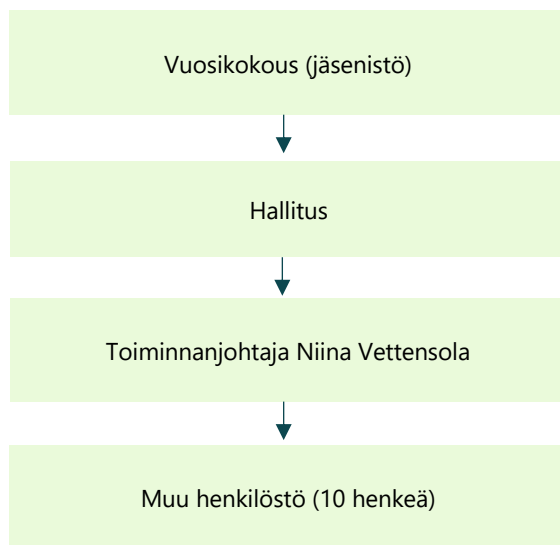 Vuosikokous (jäsenistö)
Hallitus
Toiminnanjohtaja Niina Vettensola
Muu henkilöstö (10 henkeä)